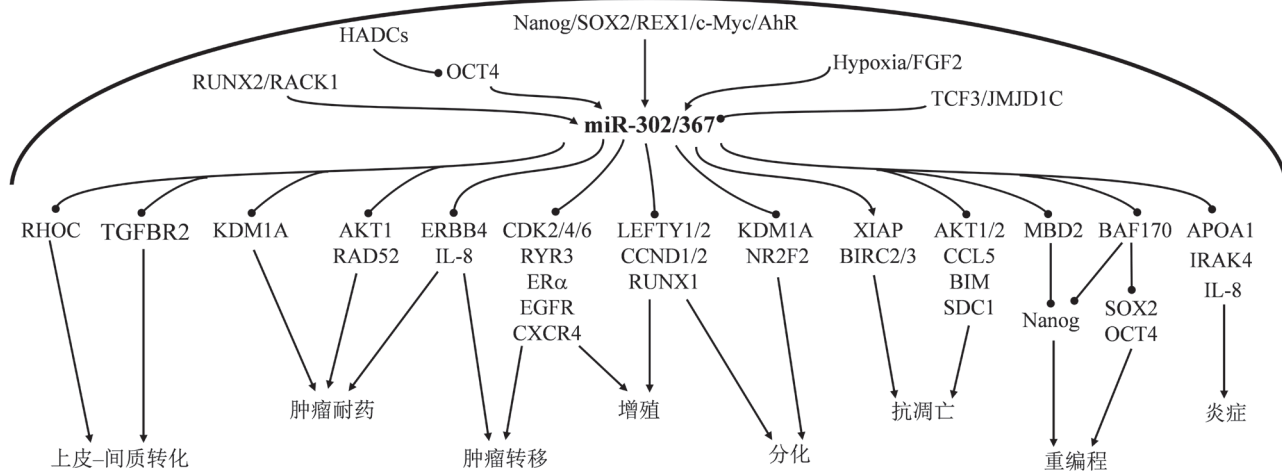 Nanog/SOX2/REX1/c-Myc/AhR
HADCs
OCT4
Hypoxia/FGF2
RUNX2/RACK1
TCF3/JMJD1C
miR-302/367
RHOC
TGFBR2
KDM1A
AKT1
RAD52
ERBB4
IL-8
CDK2/4/6
RYR3
ERα
EGFR
CXCR4
LEFTY1/2
CCND1/2
RUNX1
KDM1A
NR2F2
XIAP
BIRC2/3
AKT1/2
CCL5
BIM
SDC1
MBD2
BAF170
APOA1
IRAK4
IL-8
Nanog
SOX2
OCT4
上皮–间质转化
肿瘤耐药
肿瘤转移
增殖
分化
抗凋亡
重编程
炎症